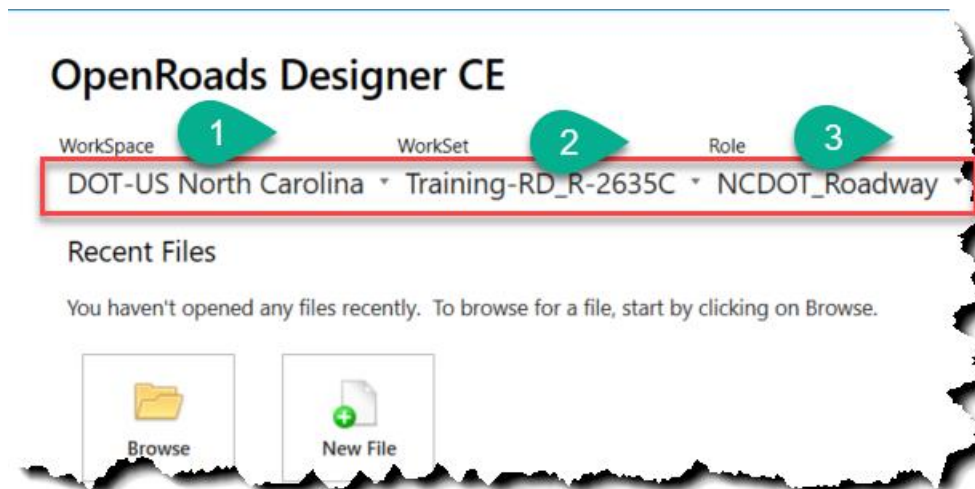 OpenRoads Designer CE
1 2 3
WorkSpace WorkSet Role
DOT-US North Carolina Training-RD_R-2635C NCDOT_Roadway
Recent Files
You haven't opened any files recently. To browse for a file, start by clicking on Browse.
Browse New File